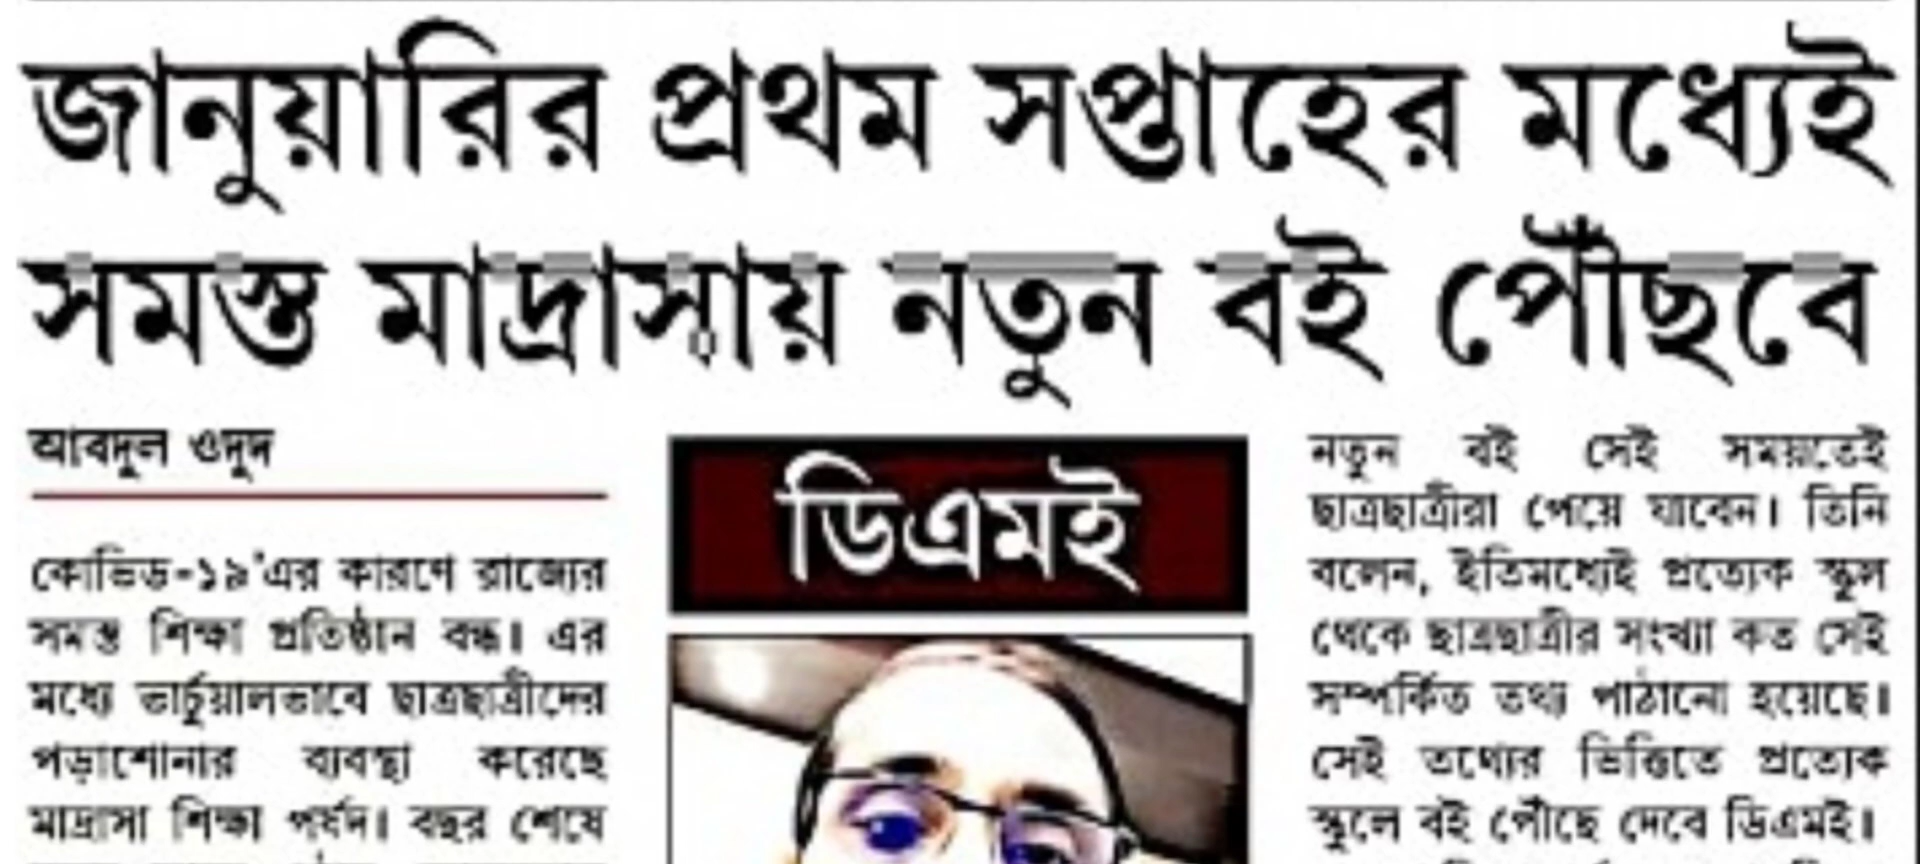 জানুয়ারির প্রথম সপ্তাহের মধ্যেই
সমস্ত মাদ্রাসায় নতুন বই পৌঁছবে
আবদুল ওদুদ
কোভিড-১৯'এর কারণে রাজ্যের
সমস্ত শিক্ষা প্রতিষ্ঠান বন্ধ। এর
মধ্যে ভার্চুয়ালভাবে ছাত্রছাত্রীদের
পড়াশোনার ব্যবস্থা করেছে
মাদ্রাসা শিক্ষা পর্ষদ। বছর শেষে
ডিএমই
নতুন বই সেই সময়তেই
ছাত্রছাত্রীরা পেয়ে যাবেন। তিনি
বলেন, ইতিমধ্যেই প্রত্যেক স্কুল
থেকে ছাত্রছাত্রীর সংখ্যা কত সেই
সম্পর্কিত তথ্য পাঠানো হয়েছে।
সেই তথ্যের ভিত্তিতে প্রত্যেক
স্কুলে বই পৌঁছে দেবে ডিএমই।